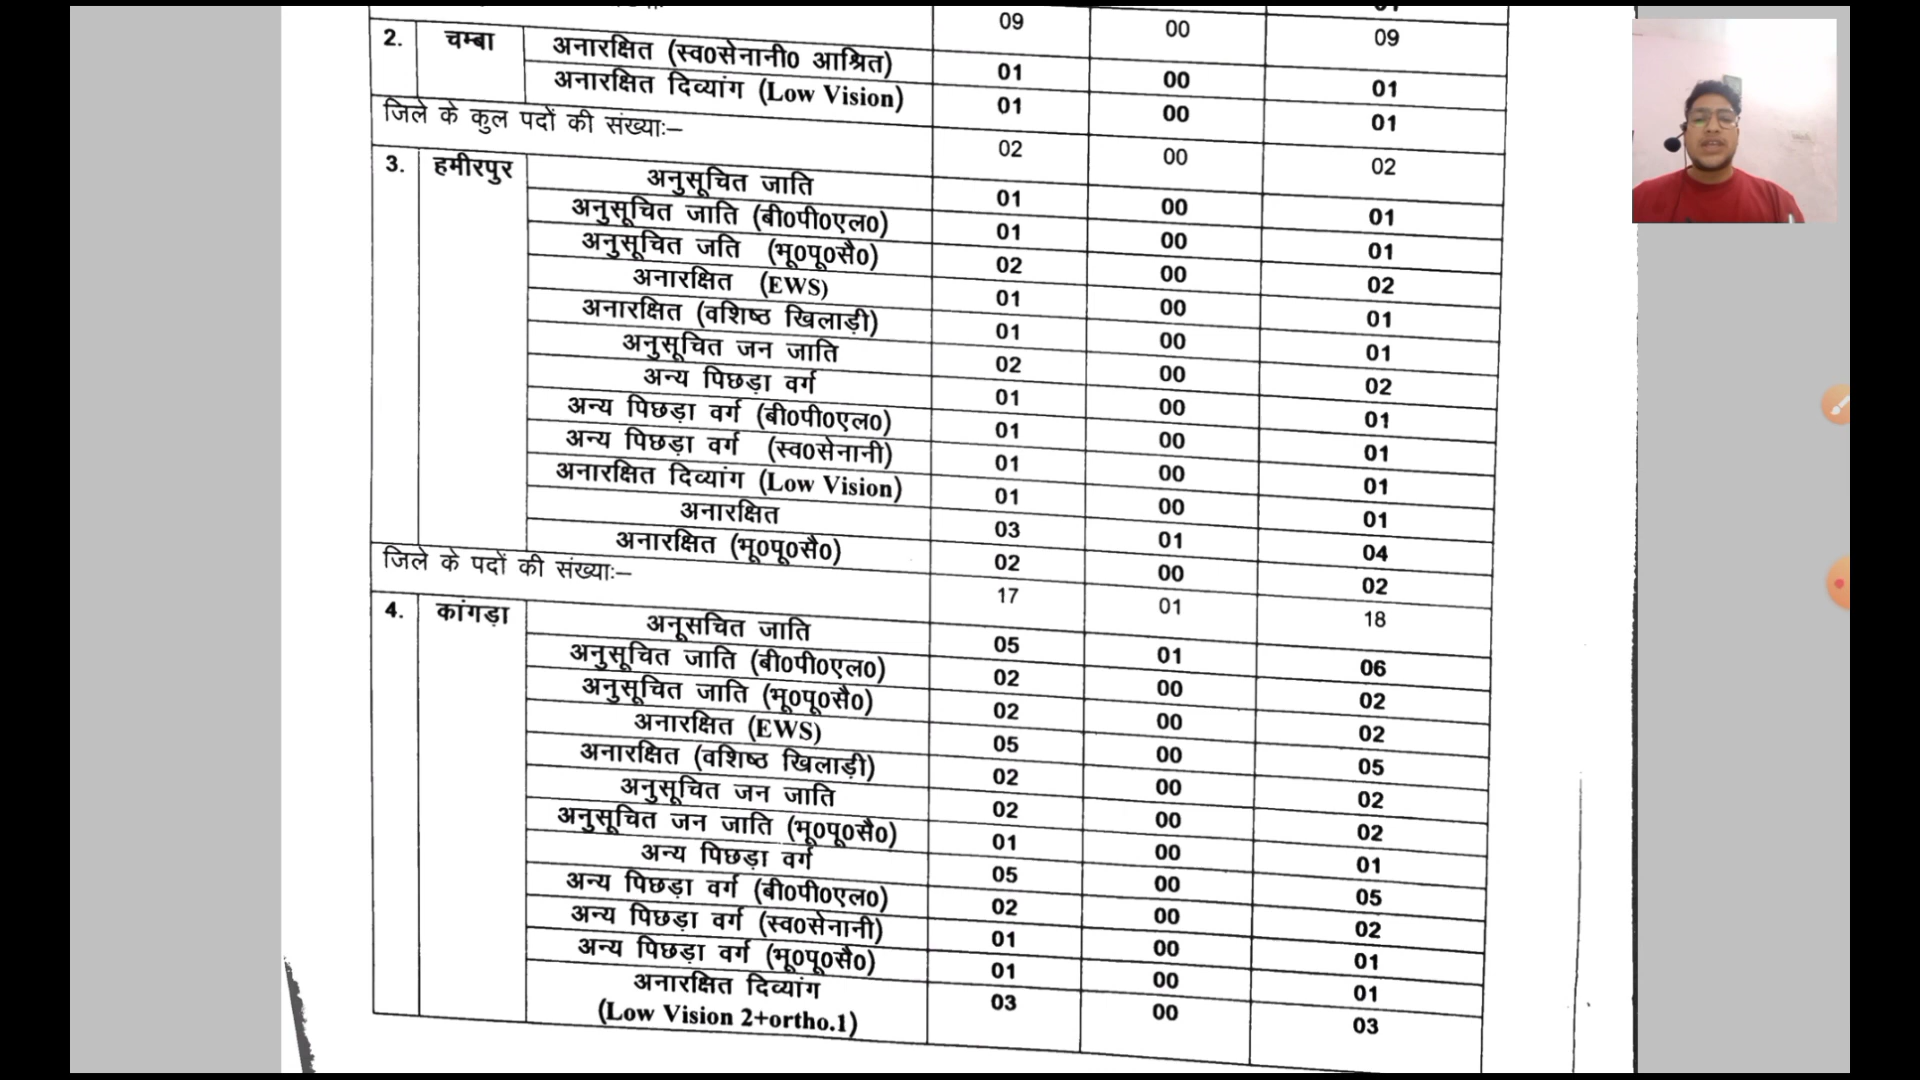 09 00 09
2. चम्बा अनारक्षित (स्व0सेनानी0 आश्रित) 01 00 01
अनारक्षित दिव्यांग (Low Vision) 01 00 01
जिले के कुल पदों की संख्याः– 02 00 02
3. हमीरपुर अनुसूचित जाति 01 00 01
अनुसूचित जाति (बी0पी0एल0) 01 00 01
अनुसूचित जति (भू0पू0सै0) 02 00 02
अनारक्षित (EWS) 01 00 01
अनारक्षित (वशिष्ठ खिलाड़ी) 01 00 01
अनुसूचित जन जाति 02 00 02
अन्य पिछड़ा वर्ग 01 00 01
अन्य पिछड़ा वर्ग (बी0पी0एल0) 01 00 01
अन्य पिछड़ा वर्ग (स्व0सेनानी) 01 00 01
अनारक्षित दिव्यांग (Low Vision) 01 00 01
अनारक्षित 03 01 04
अनारक्षित (भू0पू0सै0) 02 00 02
जिले के पदों की संख्याः– 17 01 18
4. कांगड़ा अनूसचित जाति 05 01 06
अनुसूचित जाति (बी0पी0एल0) 02 00 02
अनुसूचित जाति (भू0पू0सै0) 02 00 02
अनारक्षित (EWS) 05 00 05
अनारक्षित (वशिष्ठ खिलाड़ी) 02 00 02
अनुसूचित जन जाति 02 00 02
अनुसूचित जन जाति (भू0पू0सै0) 01 00 01
अन्य पिछड़ा वर्ग 05 00 05
अन्य पिछड़ा वर्ग (बी0पी0एल0) 02 00 02
अन्य पिछड़ा वर्ग (स्व0सेनानी) 01 00 01
अन्य पिछड़ा वर्ग (भू0पू0सै0) 01 00 01
अनारक्षित दिव्यांग 03 00 03
(Low Vision 2+ortho.1)